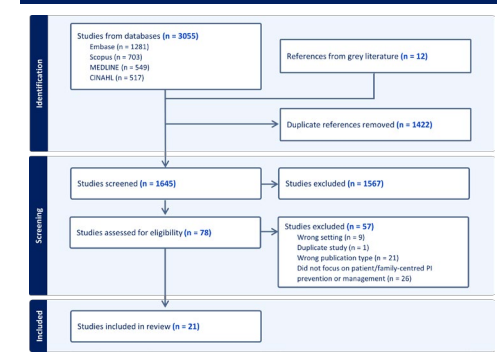 Identification
Studies from databases (n = 3055)
Embase (n = 1281)
Scopus (n = 703)
MEDLINE (n = 549)
CINAHL (n = 517)
References from grey literature (n = 12)
Duplicate references removed (n = 1422)
Screening
Studies screened (n = 1645)
Studies excluded (n = 1567)
Studies assessed for eligibility (n = 78)
Studies excluded (n = 57)
Wrong setting (n = 9)
Duplicate study (n = 1)
Wrong publication type (n = 21)
Did not focus on patient/family-centred PI
prevention or management (n = 26)
Included
Studies included in review (n = 21)